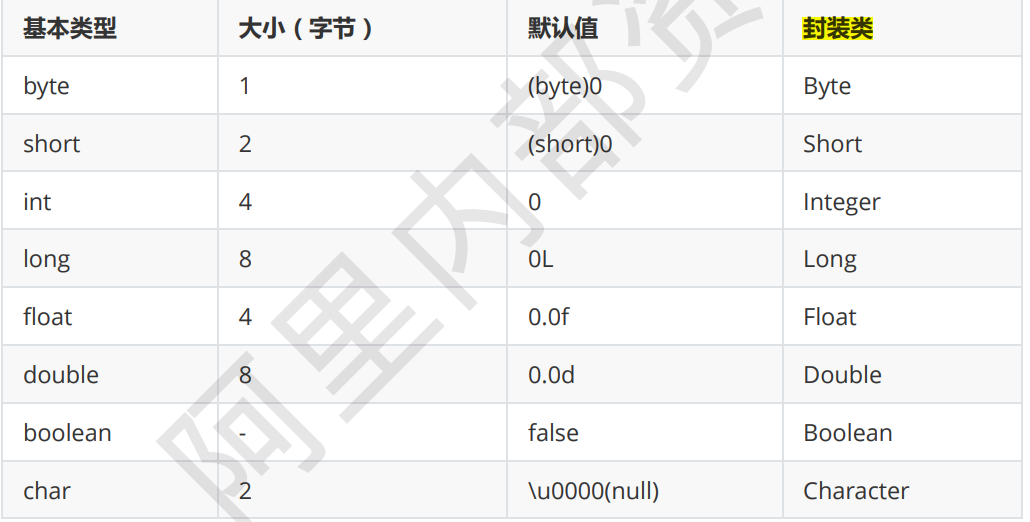 基本类型 大小（字节） 默认值 封装类
byte 1 (byte)0 Byte
short 2 (short)0 Short
int 4 0 Integer
long 8 0L Long
float 4 0.0f Float
double 8 0.0d Double
boolean - false Boolean
char 2 \u0000(null) Character
阿里内部资